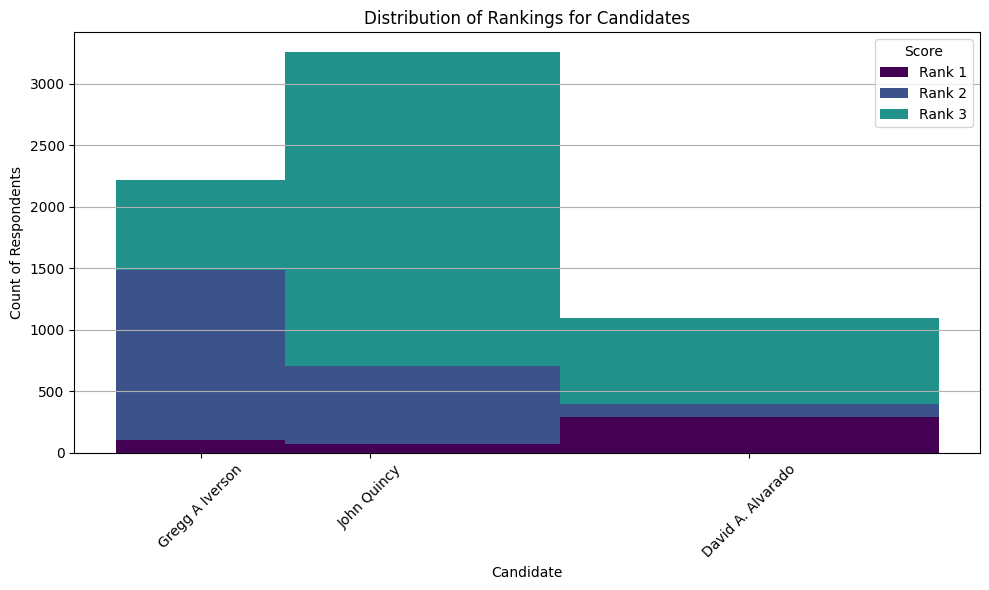 Distribution of Rankings for Candidates
Score
Rank 1
Rank 2
Rank 3
Count of Respondents
3000
2500
2000
1500
1000
500
0
Gregg A Iverson
John Quincy
David A. Alvarado
Candidate